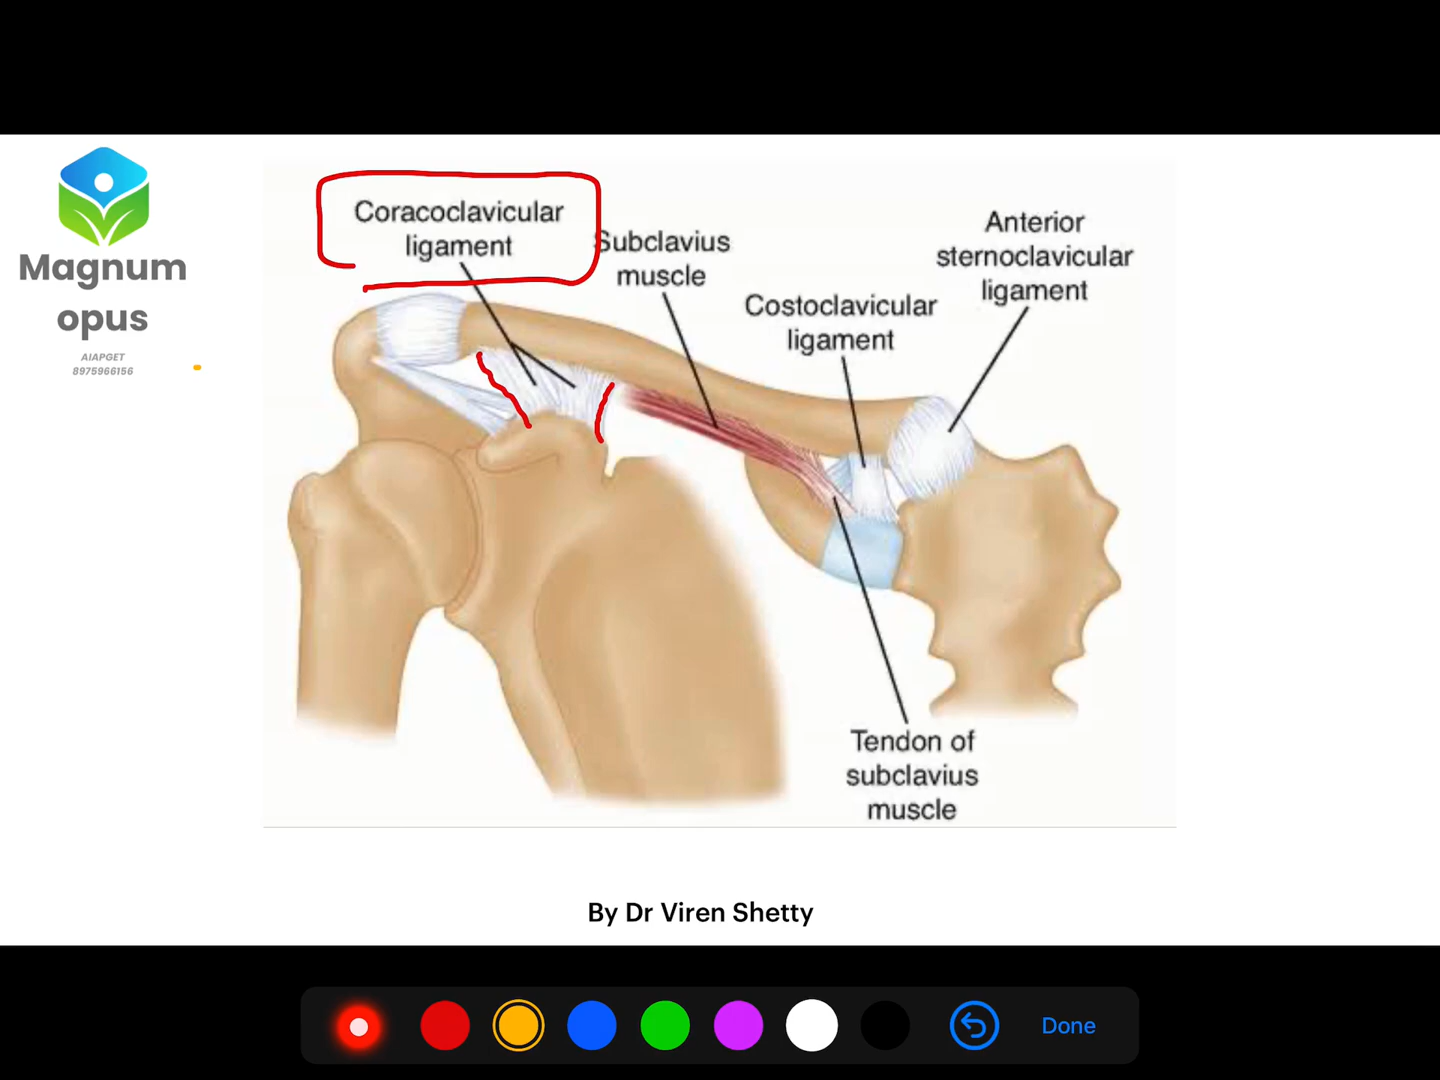 Magnum
opus
AIAPGET
8975966156
Coracoclavicular
ligament
Subclavius
muscle
Costoclavicular
ligament
Anterior
sternoclavicular
ligament
Tendon of
subclavius
muscle
By Dr Viren Shetty
Done